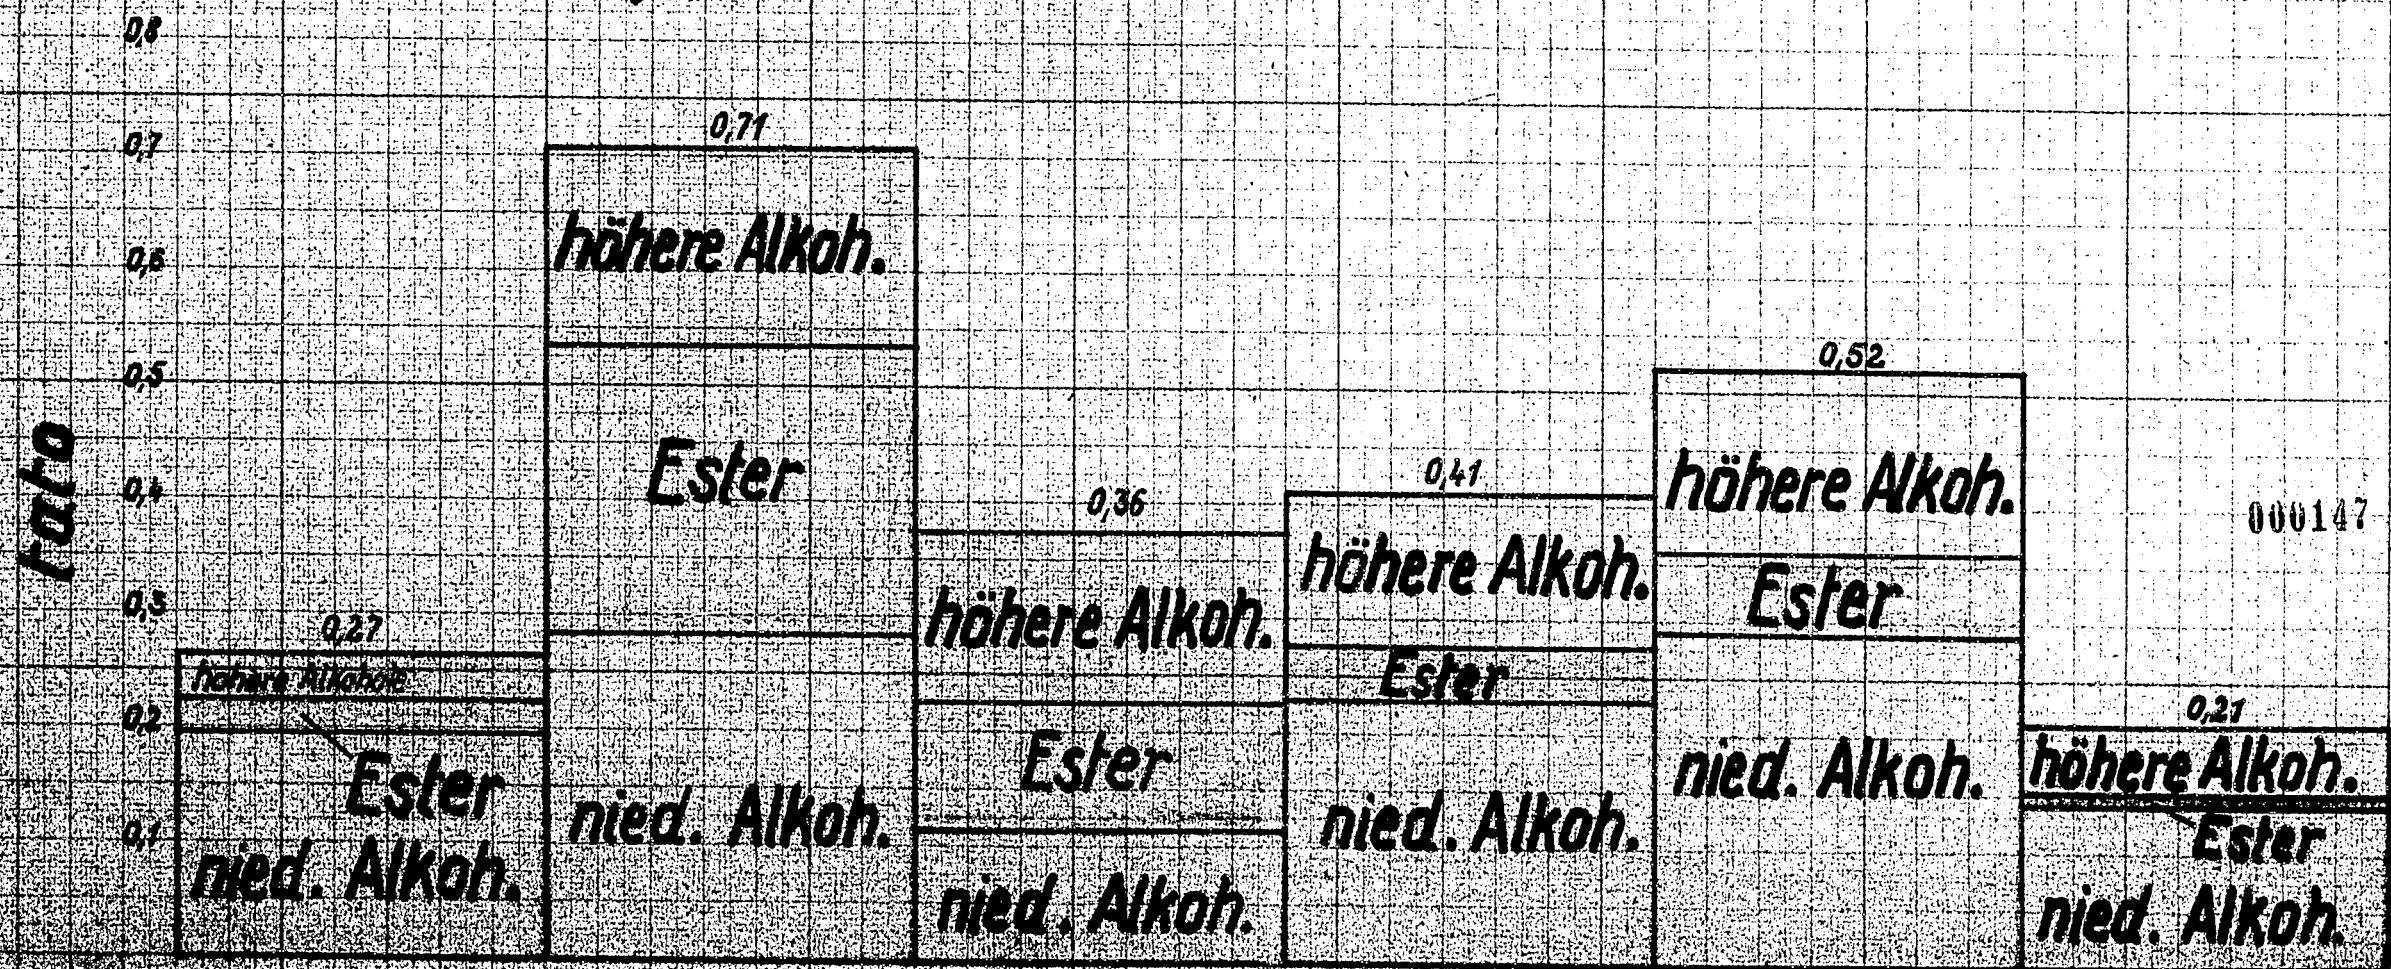 0,8
0,71
0,7
höhere Alkoh.
0,6
0,52
0,5
Ester
tato
0,41
höhere Alkoh.
0,4
0,36
000147
höhere Alkoh.
höhere Alkoh.
Ester
0,3
0,27
höhere Alkohole
Ester
0,21
0,2
Ester
nied. Alkoh.
höhere Alkoh.
Ester
nied. Alkoh.
nied. Alkoh.
0,1
Ester
nied. Alkoh.
nied. Alkoh.
nied. Alkoh.